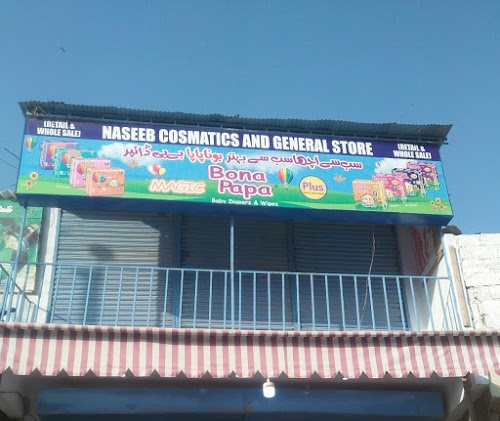 (RETAIL &
WHOLE SALE)
NASEEB COSMATICS AND GENERAL STORE
(RETAIL &
WHOLE SALE)
سب سے اچھا سب سے بہتر بوناپاپا بے بی ڈائپر
Bona
Papa
MAGIC
Plus
Baby Diapers & Wipes